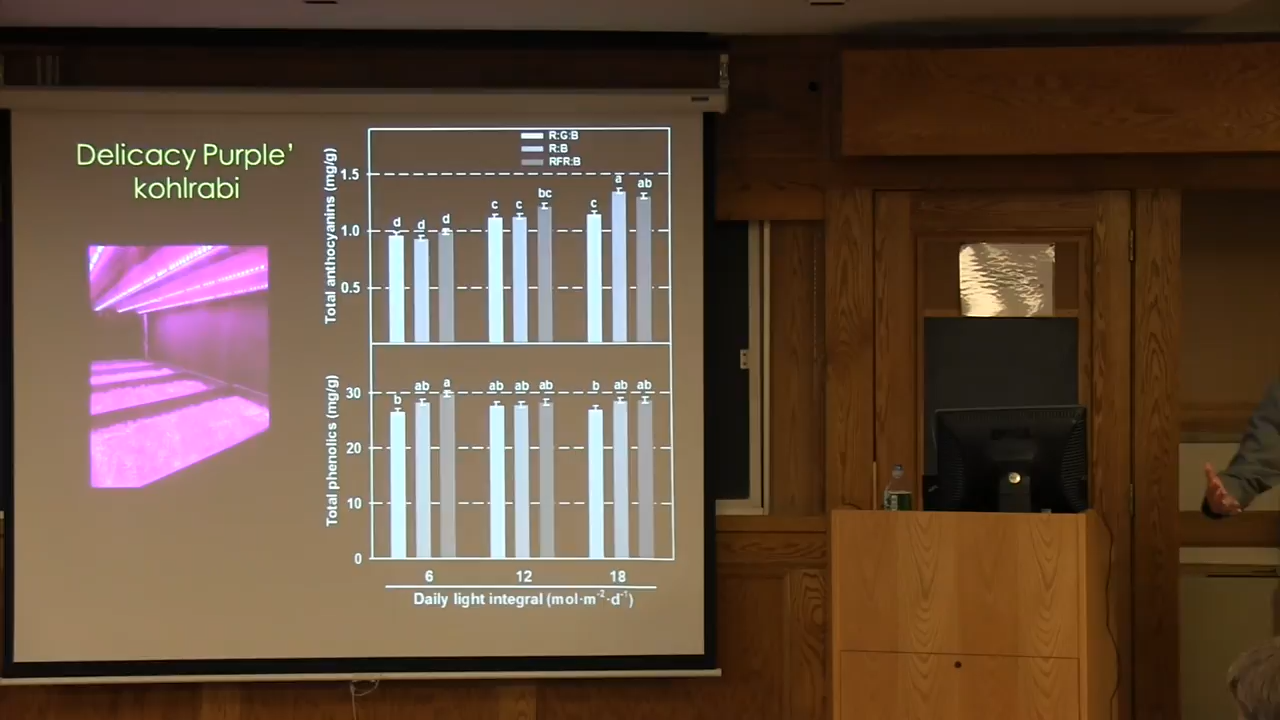 Delicacy Purple'
kohlrabi
R:G:B
R:B
RFR:B
Total anthocyanins (mg/g)
1.5
1.0
0.5
d d d
c c bc
c a ab
Total phenolics (mg/g)
30
20
10
0
b ab a
ab ab ab
b ab ab
6 12 18
Daily light integral (mol·m⁻²·d⁻¹)